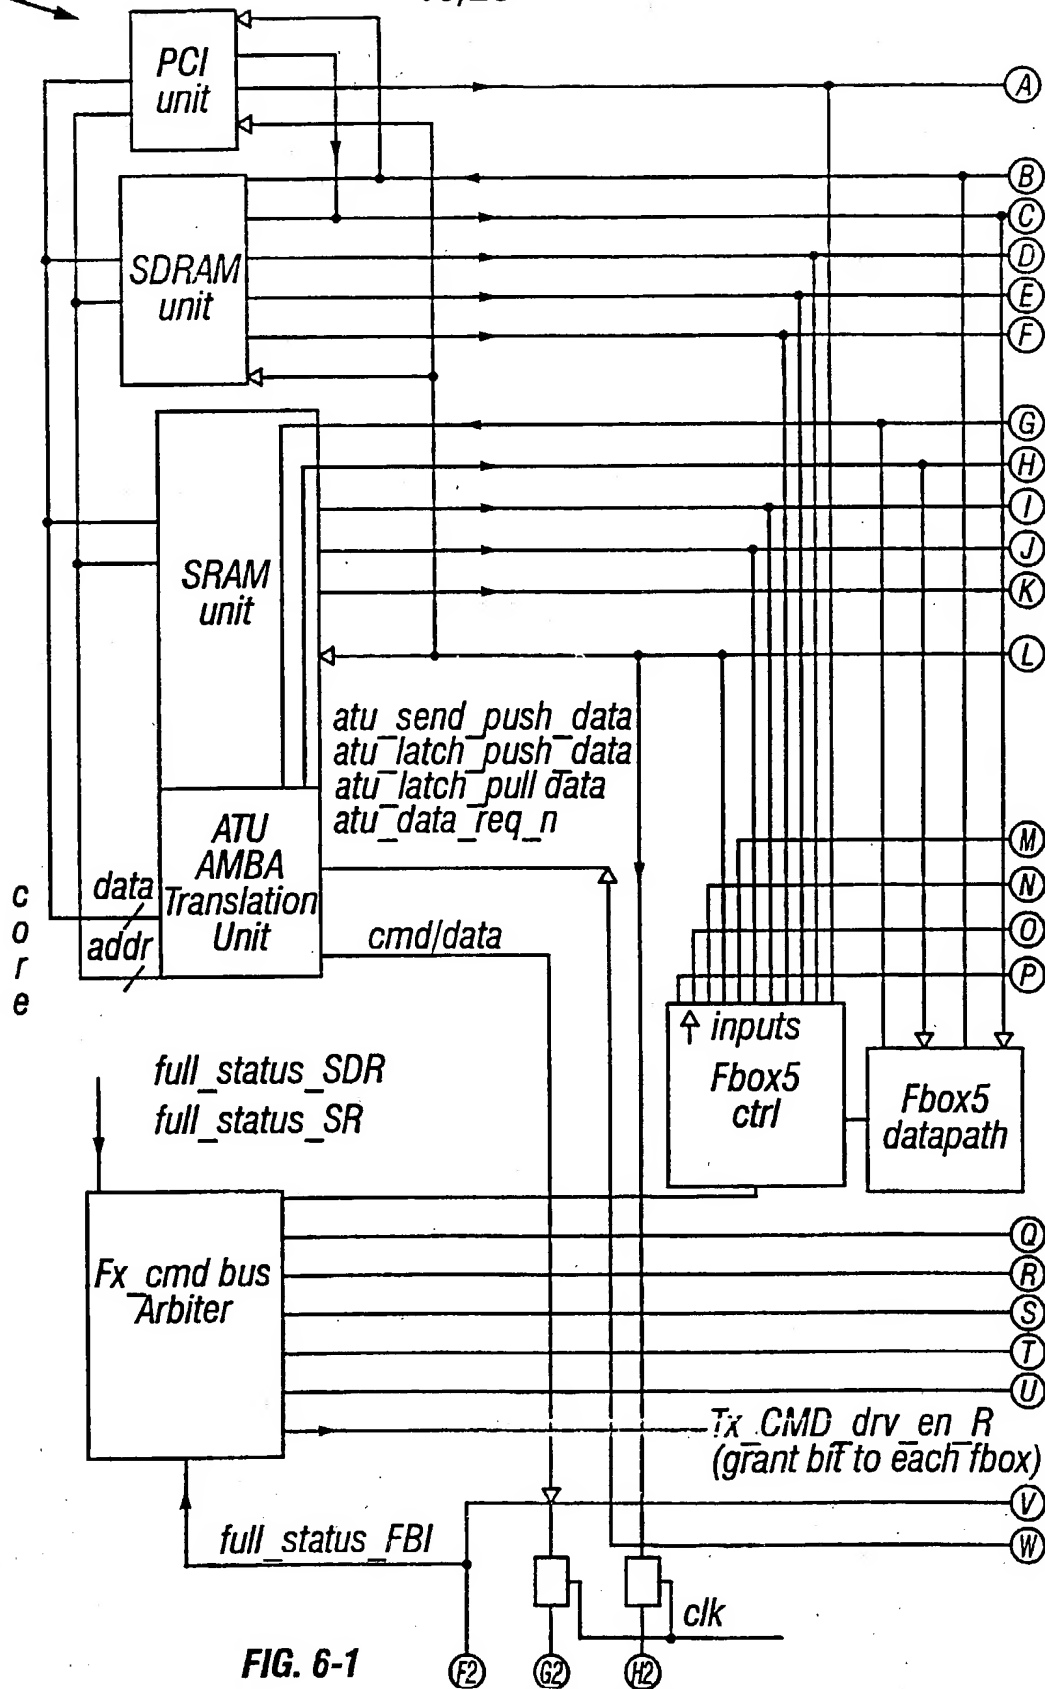 PCI
unit
A
B
C
D
E
F
SDRAM
unit
G
H
I
J
K
L
SRAM
unit
atu_send_push_data
atu_latch_push_data
atu_latch_pull data
atu_data_req_n
ATU
AMBA
Translation
Unit
data
addr
core
cmd/data
M
N
O
P
inputs
Fbox5
ctrl
Fbox5
datapath
full_status_SDR
full_status_SR
Fx_cmd bus
Arbiter
Q
R
S
T
U
Tx_CMD_drv_en_R
(grant bit to each fbox)
V
W
full_status_FBI
clk
FIG. 6-1
F2
G2
H2